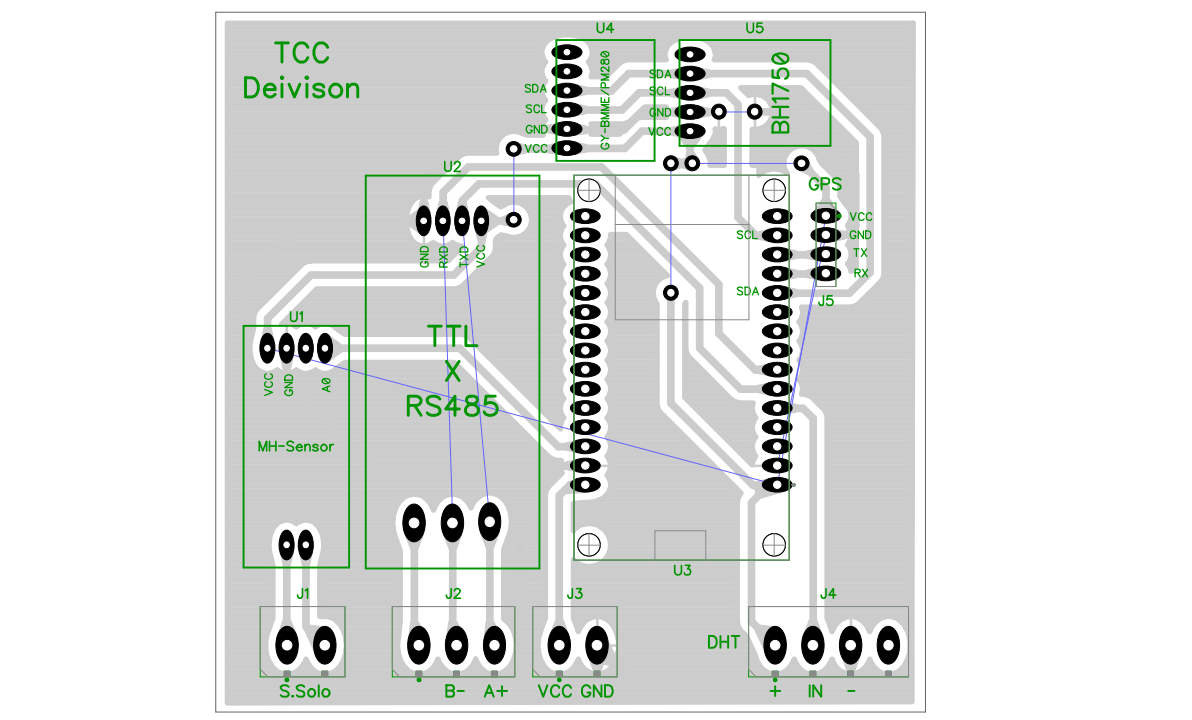 TCC
Deivison
U4
U5
SDA
SCL
GND
VCC
GY-BMME/PM280
SDA
SCL
GND
VCC
BH1750
U2
GND
RXD
TXD
VCC
TTL
X
RS485
GPS
VCC
GND
TX
RX
J5
SCL
SDA
U3
U1
VCC
GND
A0
MH-Sensor
J1
S.Solo
J2
B- A+
J3
VCC GND
J4
DHT
+ IN -